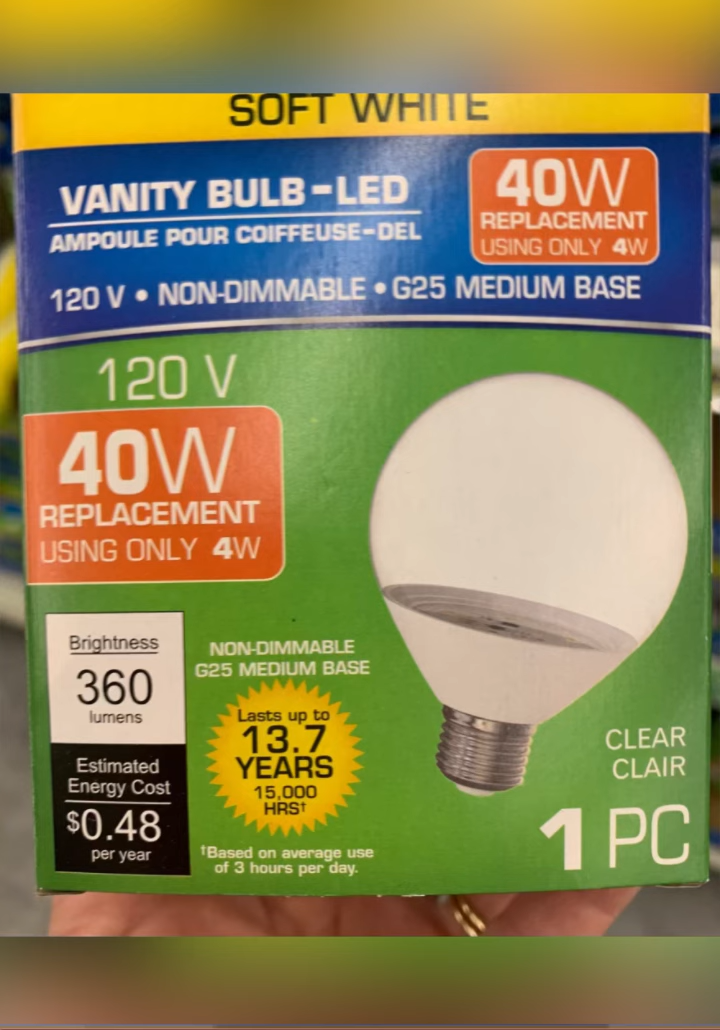 SOFT WHITE
VANITY BULB-LED
AMPOULE POUR COIFFEUSE-DEL
40W
REPLACEMENT
USING ONLY 4W
120 V • NON-DIMMABLE • G25 MEDIUM BASE
120 V
40W
REPLACEMENT
USING ONLY 4W
Brightness
360
lumens
Estimated
Energy Cost
$0.48
per year
NON-DIMMABLE
G25 MEDIUM BASE
Lasts up to
13.7
YEARS
15,000
HRS†
†Based on average use
of 3 hours per day.
CLEAR
CLAIR
1 PC